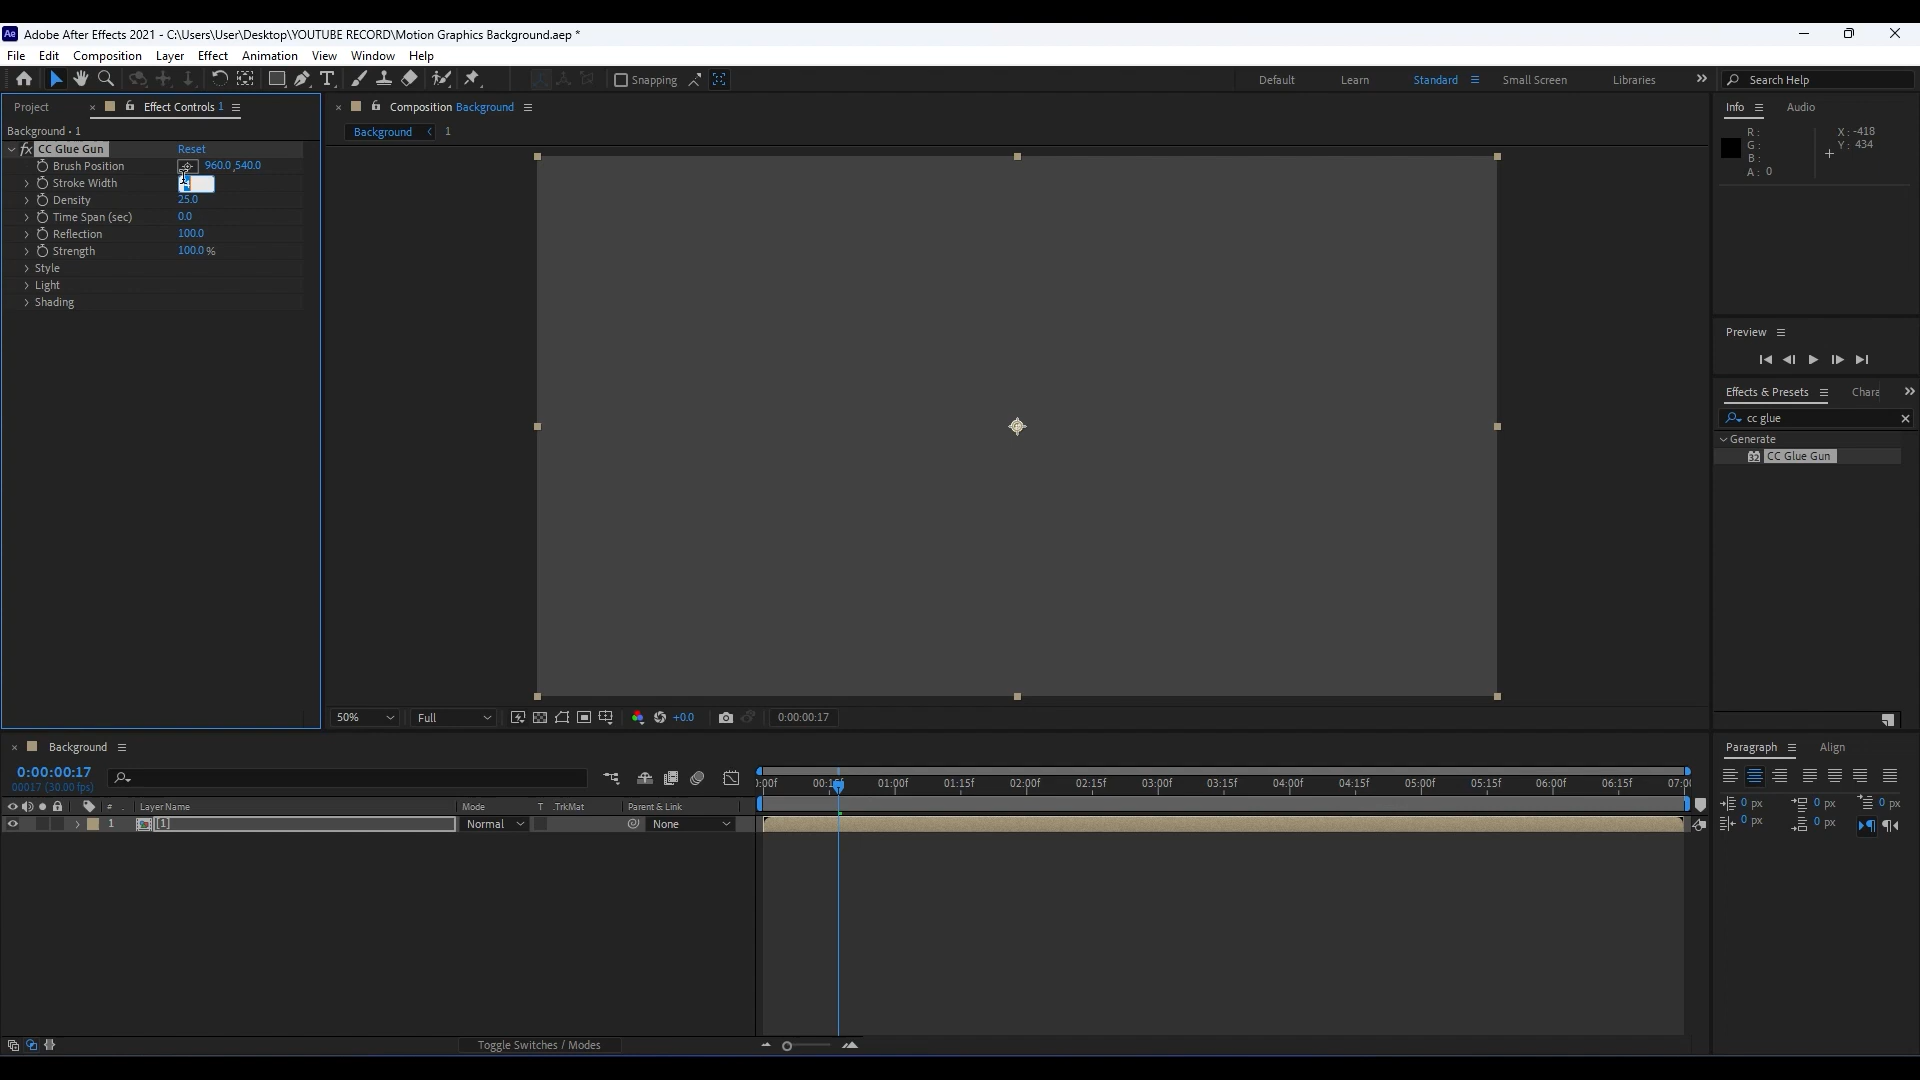 Adobe After Effects 2021 - C:\Users\User\Desktop\YOUTUBE RECORD\Motion Graphics Background.aep *
File Edit Composition Layer Effect Animation View Window Help
Snapping Default Learn Standard Small Screen Libraries Search Help
Project Effect Controls 1
Composition Background
Info Audio
Background • 1
Background 1
R: X: -418
G: Y: 434
B:
A: 0
fx CC Glue Gun Reset
Brush Position 960.0,540.0
Stroke Width
Density 25.0
Time Span (sec) 0.0
Reflection 100.0
Strength 100.0 %
Style
Light
Shading
Preview
Effects & Presets Chara
cc glue
Generate
CC Glue Gun
50% Full +0.0 0:00:00:17
Background
0:00:00:17
00017 (30.00 fps)
:00f 00:15f 01:00f 01:15f 02:00f 02:15f 03:00f 03:15f 04:00f 04:15f 05:00f 05:15f 06:00f 06:15f 07:00
# Layer Name Mode T .TrkMat Parent & Link
1 [1] Normal None
Toggle Switches / Modes
Paragraph Align
0 px 0 px 0 px
0 px 0 px